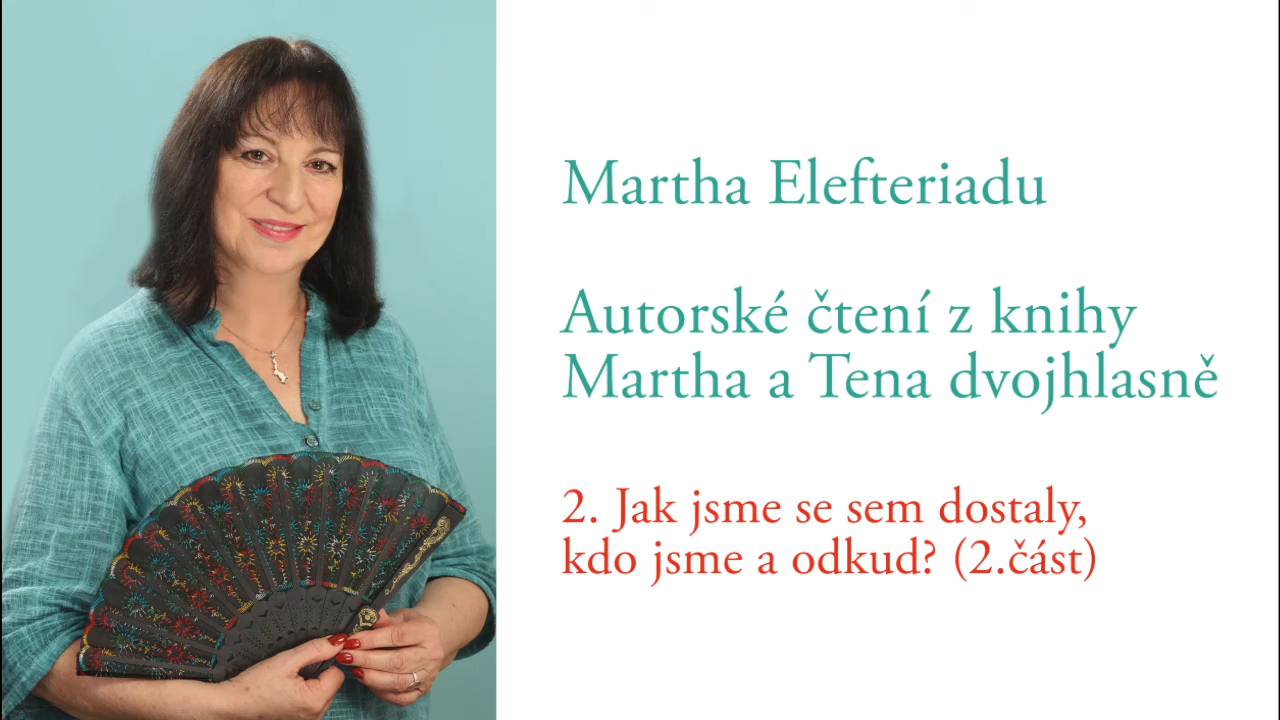 Martha Elefteriadu
Autorské čtení z knihy
Martha a Tena dvojhlasně
2. Jak jsme se sem dostaly,
kdo jsme a odkud? (2.část)